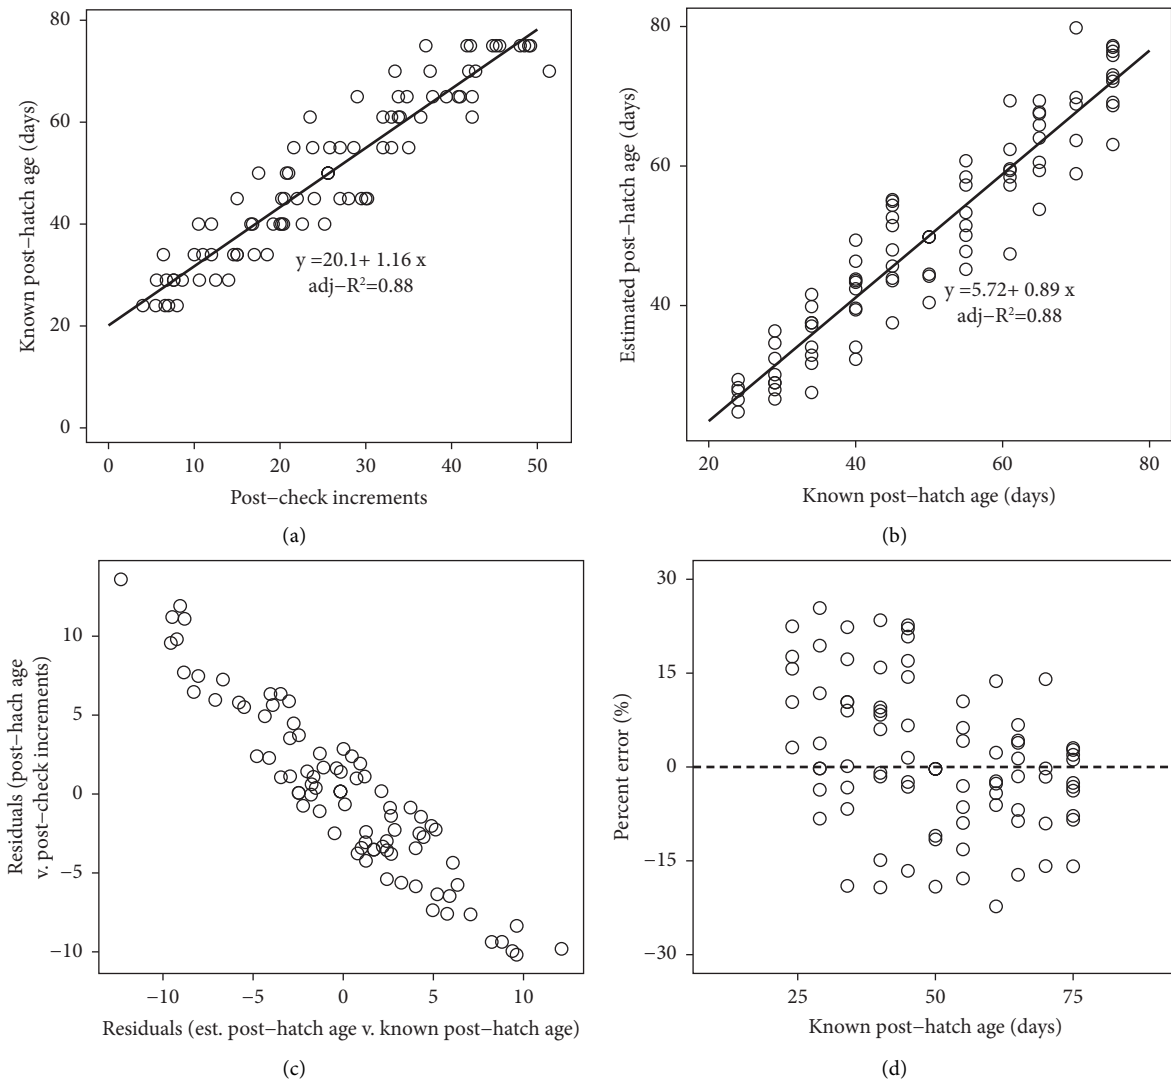 80
60
40
20
0
Known post-hatch age (days)
y =20.1+ 1.16 x
adj-R²=0.88
0 10 20 30 40 50
Post-check increments
(a)
80
60
40
Estimated post-hatch age (days)
y =5.72+ 0.89 x
adj-R²=0.88
20 40 60 80
Known post-hatch age (days)
(b)
10
5
0
−5
−10
Residuals (post-hach age
v. post-check increments)
−10 −5 0 5 10
Residuals (est. post-hatch age v. known post-hatch age)
(c)
30
15
0
−15
−30
Percent error (%)
25 50 75
Known post-hatch age (days)
(d)